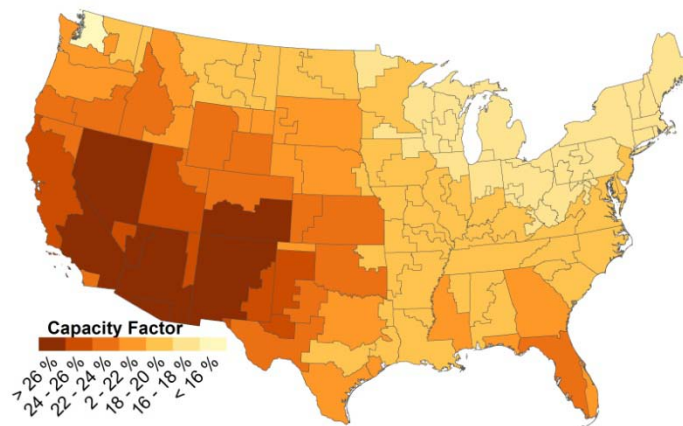 Capacity Factor
> 26 %
24 - 26 %
22 - 24 %
2 - 22 %
18 - 20 %
16 - 18 %
< 16 %